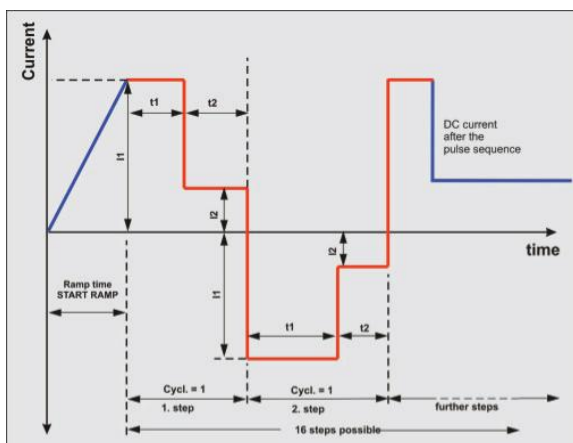 Current
t1
t2
DC current
after the
pulse sequence
I1
I2
I2
time
Ramp time
START RAMP
I1
t1
t2
Cycl. = 1
Cycl. = 1
1. step
2. step
further steps
16 steps possible